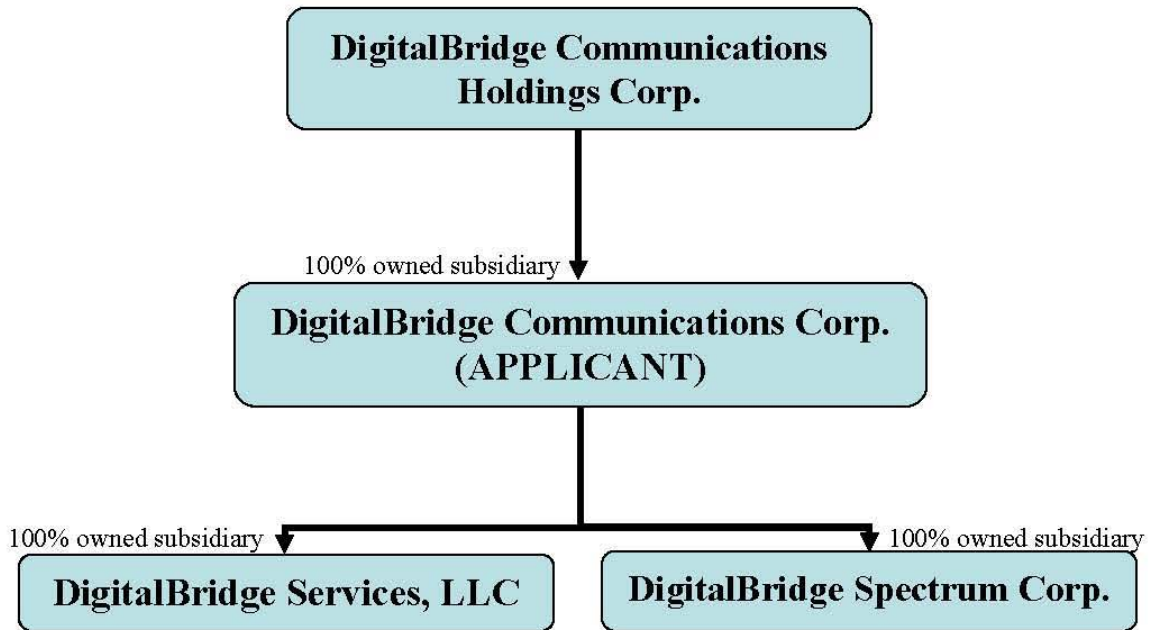 DigitalBridge Communications
Holdings Corp.
100% owned subsidiary
DigitalBridge Communications Corp.
(APPLICANT)
100% owned subsidiary
100% owned subsidiary
DigitalBridge Services, LLC
DigitalBridge Spectrum Corp.